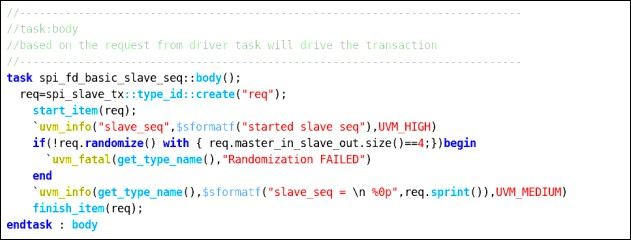 //-----------------------------------------------------------------------------
//task:body
//based on the request from driver task will drive the transaction
//-----------------------------------------------------------------------------
task spi_fd_basic_slave_seq::body();
  req=spi_slave_tx::type_id::create("req");
    start_item(req);
    `uvm_info("slave_seq",$sformatf("started slave seq"),UVM_HIGH)
    if(!req.randomize() with { req.master_in_slave_out.size()==4;})begin
      `uvm_fatal(get_type_name(),"Randomization FAILED")
    end
    `uvm_info(get_type_name(),$sformatf("slave_seq = \n %0p",req.sprint()),UVM_MEDIUM)
    finish_item(req);
endtask : body